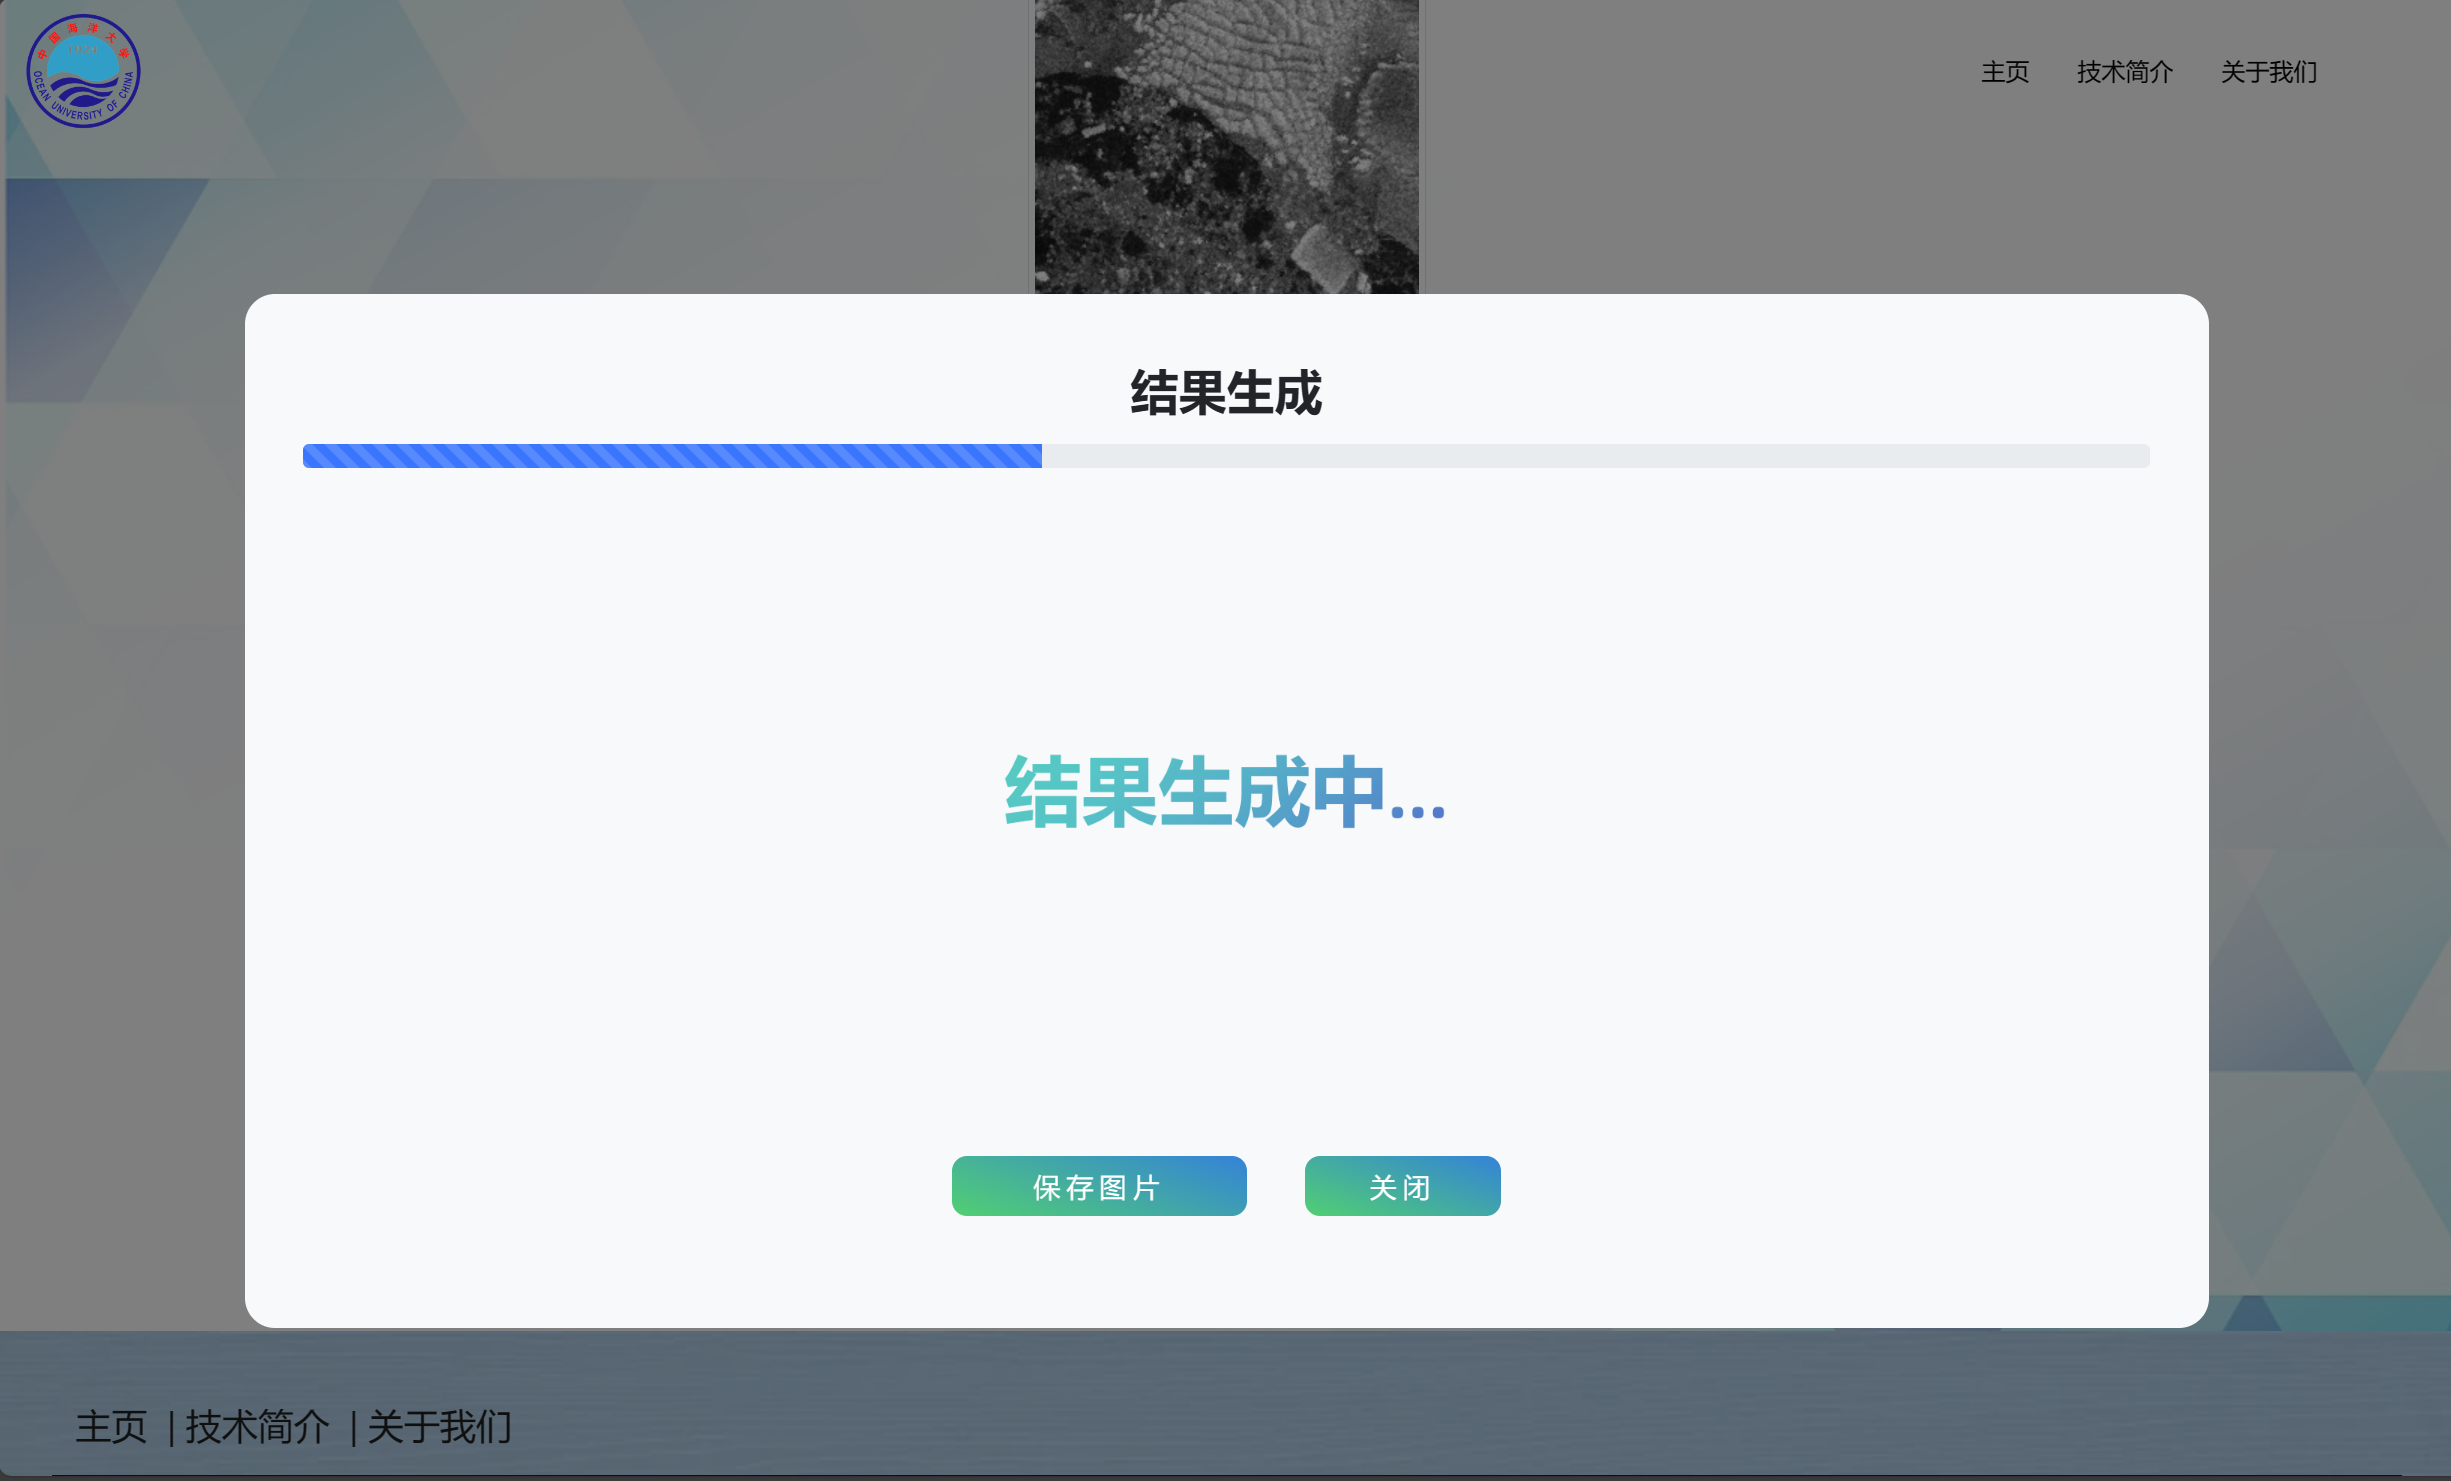 中国海洋大学
OCEAN UNIVERSITY OF CHINA
主页 技术简介 关于我们
结果生成
结果生成中...
保存图片 关闭
主页 | 技术简介 | 关于我们